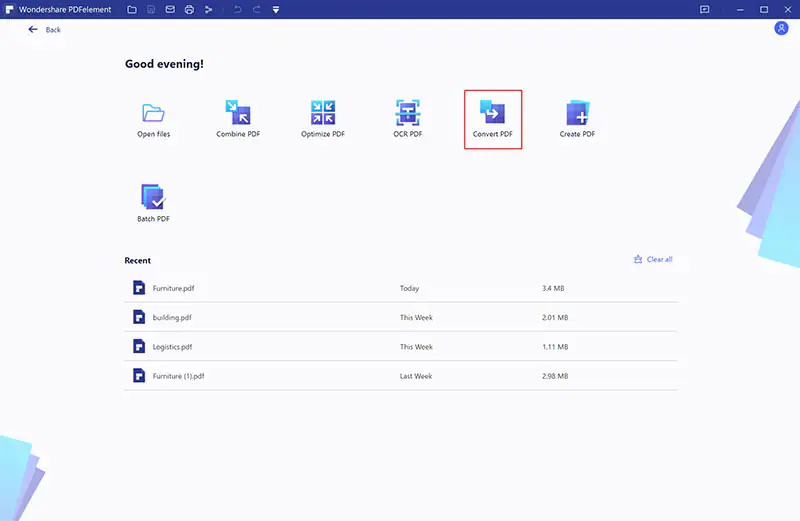 Wondershare PDFelement
Back
Good evening!
Open files
Combine PDF
Optimize PDF
OCR PDF
Convert PDF
Create PDF
Batch PDF
Recent
Clear all
Furniture.pdf Today 3.4 MB
building.pdf This Week 2.01 MB
Logistics.pdf This Week 1.11 MB
Furniture (1).pdf Last Week 2.98 MB